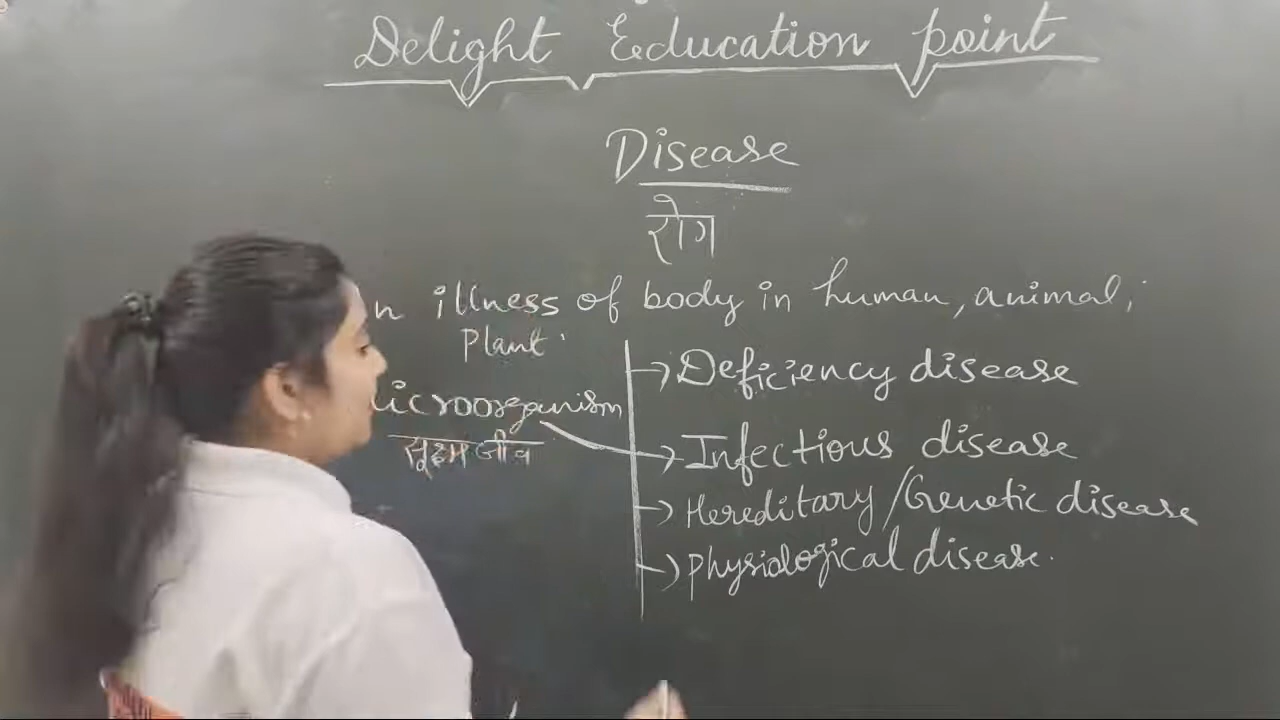 Delight Education point
Disease
रोग
n illness of body in human, animal,
Plant.
icroorganism
सूक्ष्म जीव
→ Deficiency disease
→ Infectious disease
→ Hereditary/Genetic disease
→ Physiological disease.